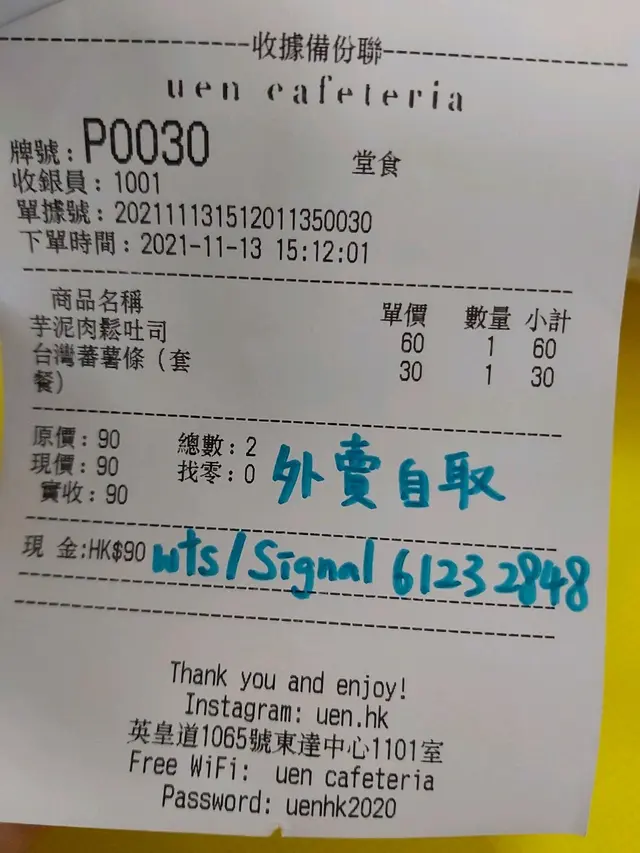 收據備份聯
uen cafeteria
牌號：P0030 堂食
收銀員：1001
單據號：202111131512011350030
下單時間：2021-11-13 15:12:01
商品名稱 單價 數量 小計
芋泥肉鬆吐司 60 1 60
台灣蕃薯條（套 30 1 30
餐）
原價：90 總數：2
現價：90 找零：0
實收：90
外賣自取
現 金:HK$90
wts/Signal 61232848
Thank you and enjoy!
Instagram: uen.hk
英皇道1065號東達中心1101室
Free WiFi: uen cafeteria
Password: uenhk2020